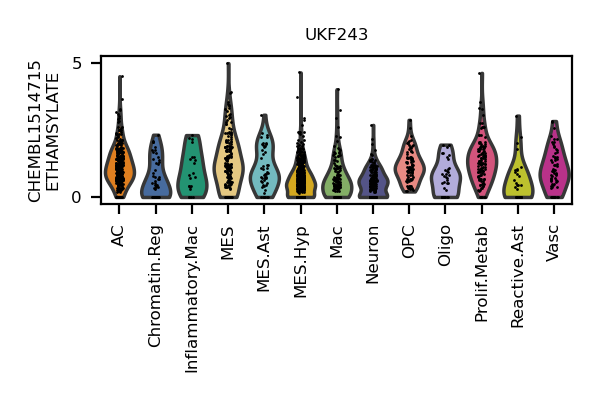 UKF243
CHEMBL1514715
ETHAMSYLATE
5
0
AC
Chromatin.Reg
Inflammatory.Mac
MES
MES.Ast
MES.Hyp
Mac
Neuron
OPC
Oligo
Prolif.Metab
Reactive.Ast
Vasc